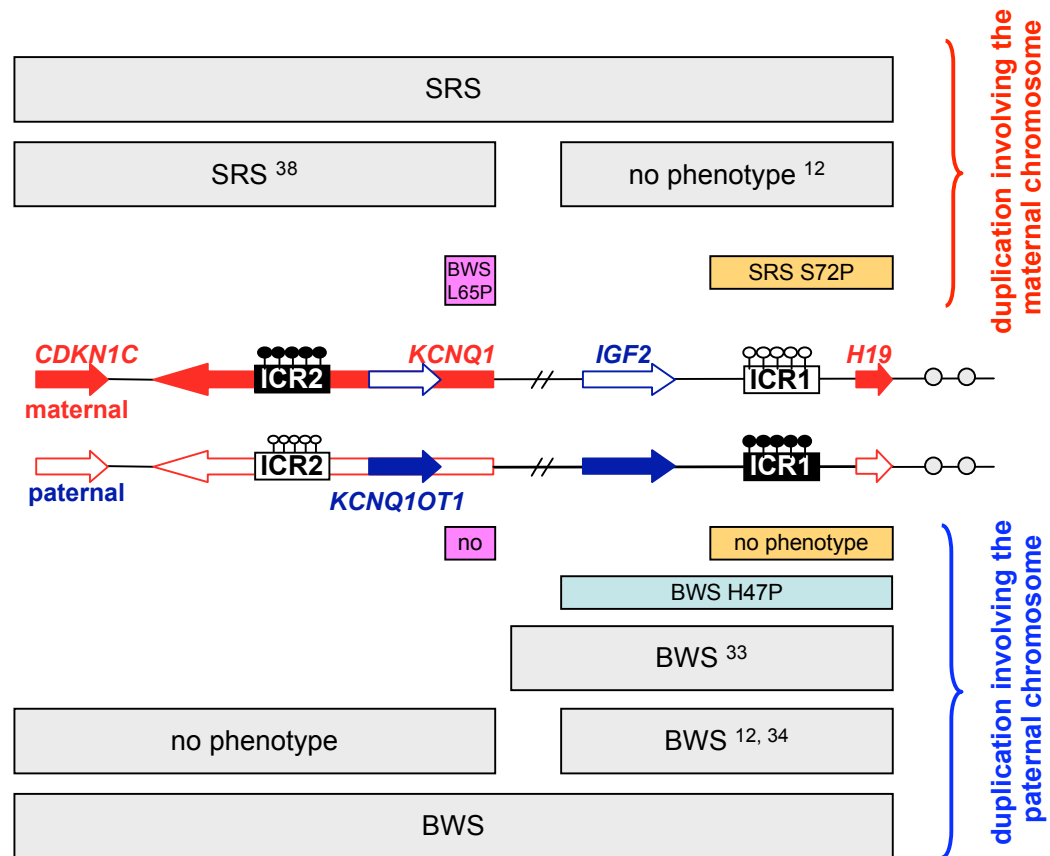 SRS
SRS 38
no phenotype 12
BWS
L65P
SRS S72P
duplication involving the
maternal chromosome
CDKN1C
KCNQ1
IGF2
H19
ICR2
ICR1
maternal
ICR2
ICR1
paternal
KCNQ1OT1
no
no phenotype
BWS H47P
BWS 33
no phenotype
BWS 12, 34
BWS
duplication involving the
paternal chromosome